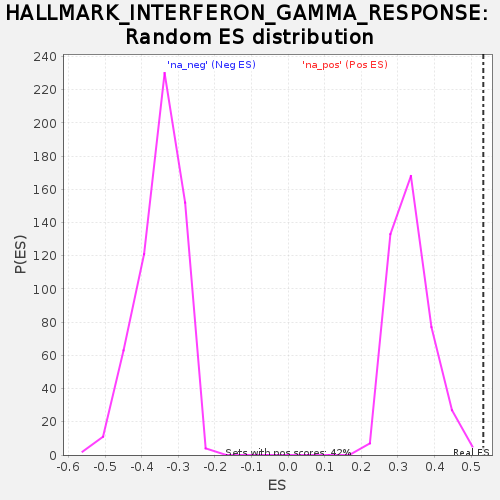 HALLMARK_INTERFERON_GAMMA_RESPONSE:
Random ES distribution
'na_neg' (Neg ES) 'na_pos' (Pos ES)
240
220
200
180
160
140
120
100
80
60
40
20
0
P(ES)
Sets with pos scores: 42% Real ES
-0.6 -0.5 -0.4 -0.3 -0.2 -0.1 0.0 0.1 0.2 0.3 0.4 0.5
ES